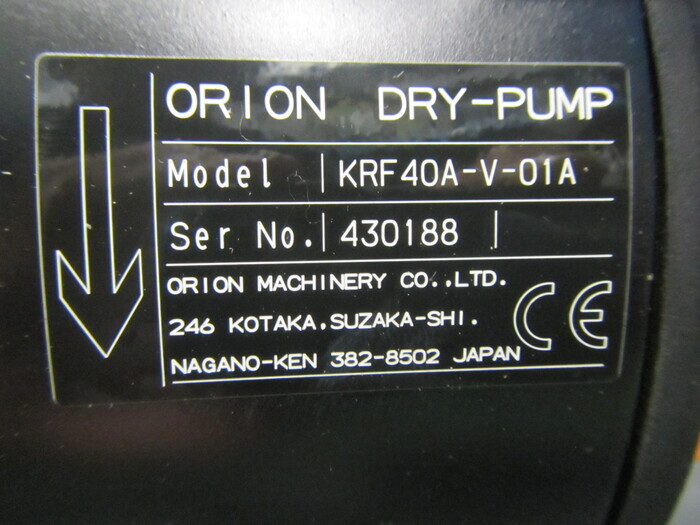 ORION DRY-PUMP
Model KRF40A-V-01A
Ser No. 430188
ORION MACHINERY CO.,LTD.
246 KOTAKA.SUZAKA-SHI.
NAGANO-KEN 382-8502 JAPAN
CE